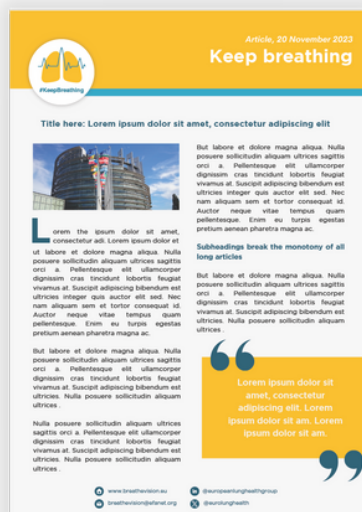 Article, 20 November 2023
Keep breathing
#KeepBreathing
Title here: Lorem ipsum dolor sit amet, consectetur adipiscing elit
Lorem the ipsum dolor sit amet,
consectetur adi. Lorem ipsum dolor et
ut labore et dolore magna aliqua. Nulla
posuere sollicitudin aliquam ultrices sagittis
orci a. Pellentesque elit ullamcorper
dignissim cras tincidunt lobortis feugiat
vivamus at. Suscipit adipiscing bibendum est
ultricies integer quis auctor elit sed. Nec
nam aliquam sem et tortor consequat id.
Auctor neque vitae tempus quam
pellentesque. Enim eu turpis egestas
pretium aenean pharetra magna ac.
But labore et dolore magna aliqua. Nulla
posuere sollicitudin aliquam ultrices sagittis
orci a. Pellentesque elit ullamcorper
dignissim cras tincidunt lobortis feugiat
vivamus at. Suscipit adipiscing bibendum est
ultricies. Nulla posuere sollicitudin aliquam
ultrices .
Nulla posuere sollicitudin aliquam ultrices
sagittis orci a. Pellentesque elit ullamcorper
dignissim cras tincidunt lobortis feugiat
vivamus at. Suscipit adipiscing bibendum est
ultricies. Nulla posuere sollicitudin aliquam
ultrices .
But labore et dolore magna aliqua. Nulla
posuere sollicitudin aliquam ultrices sagittis
orci a. Pellentesque elit ullamcorper
dignissim cras tincidunt lobortis feugiat
vivamus at. Suscipit adipiscing bibendum est
ultricies integer quis auctor elit sed. Nec
nam aliquam sem et tortor consequat id.
Auctor neque vitae tempus quam
pellentesque. Enim eu turpis egestas
pretium aenean pharetra magna ac.
Subheadings break the monotony of all
long articles
But labore et dolore magna aliqua. Nulla
posuere sollicitudin aliquam ultrices sagittis
orci a. Pellentesque elit ullamcorper
dignissim cras tincidunt lobortis feugiat
vivamus at. Suscipit adipiscing bibendum est
ultricies. Nulla posuere sollicitudin aliquam
ultrices .
“
Lorem ipsum dolor sit
amet, consectetur
adipiscing elit. Lorem
ipsum dolor sit am. Lorem
ipsum dolor sit am.
”
www.breathevision.eu
@europeanlunghealthgroup
breathevision@efanet.org
@eurolunghealth